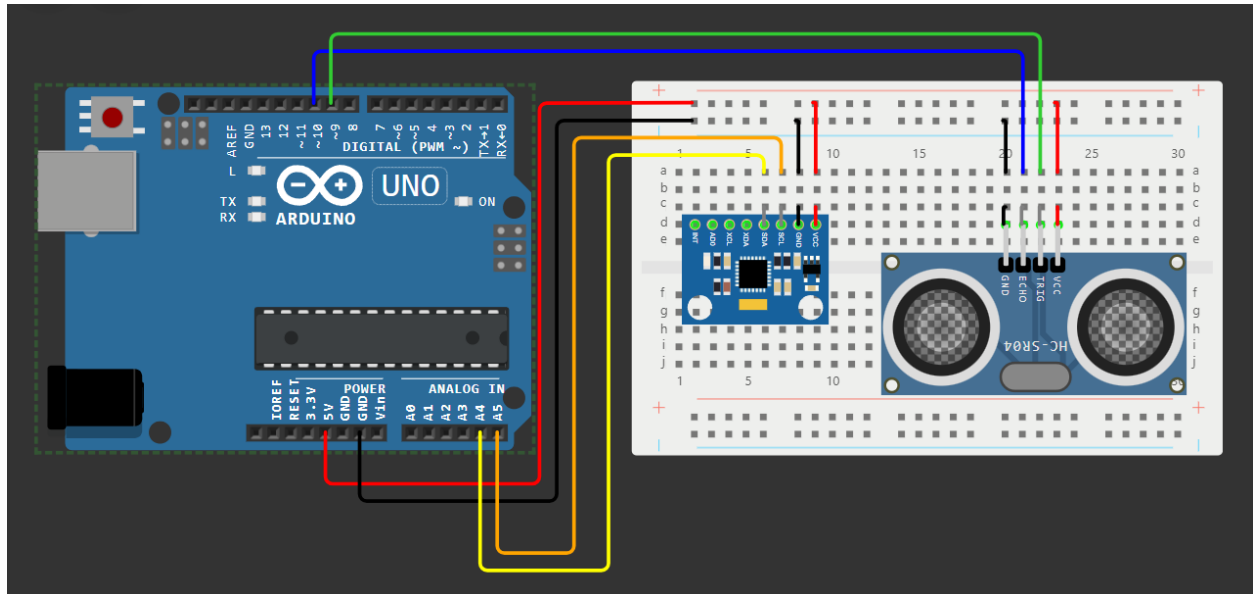 AREF GND 13 12 ~11 ~10 ~9 8 7 ~6 ~5 4 ~3 2 TX→1 RX←0
DIGITAL (PWM ~)
L
TX
RX
UNO
ON
ARDUINO
IOREF RESET 3.3V 5V GND GND Vin
POWER
ANALOG IN
A0 A1 A2 A3 A4 A5
+ +
1 5 15 20 25 30
a a
b b
c c
d d
e e
INT AD0 XCL XDA SDA SCL GND VCC
GND ECHO TRIG VCC
HC-SR04
f f
g g
h h
i i
j j
1 5 10
+ +